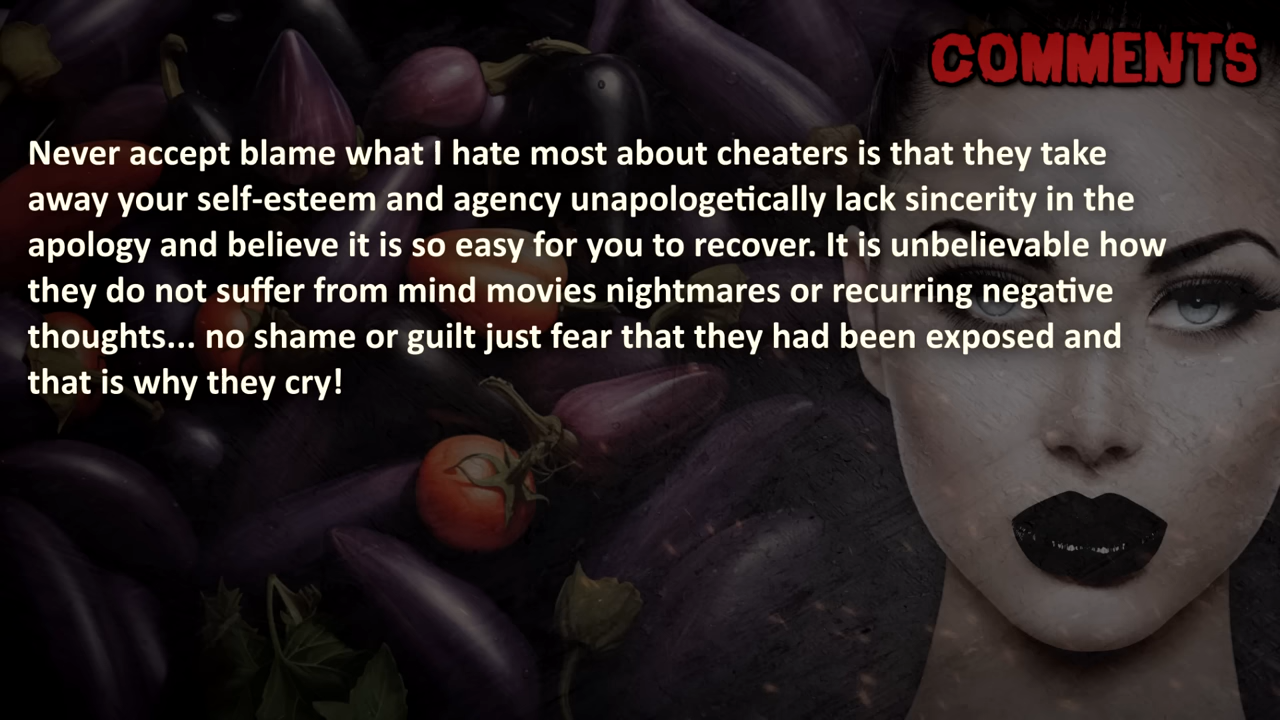 COMMENTS
Never accept blame what I hate most about cheaters is that they take
away your self-esteem and agency unapologetically lack sincerity in the
apology and believe it is so easy for you to recover. It is unbelievable how
they do not suffer from mind movies nightmares or recurring negative
thoughts... no shame or guilt just fear that they had been exposed and
that is why they cry!